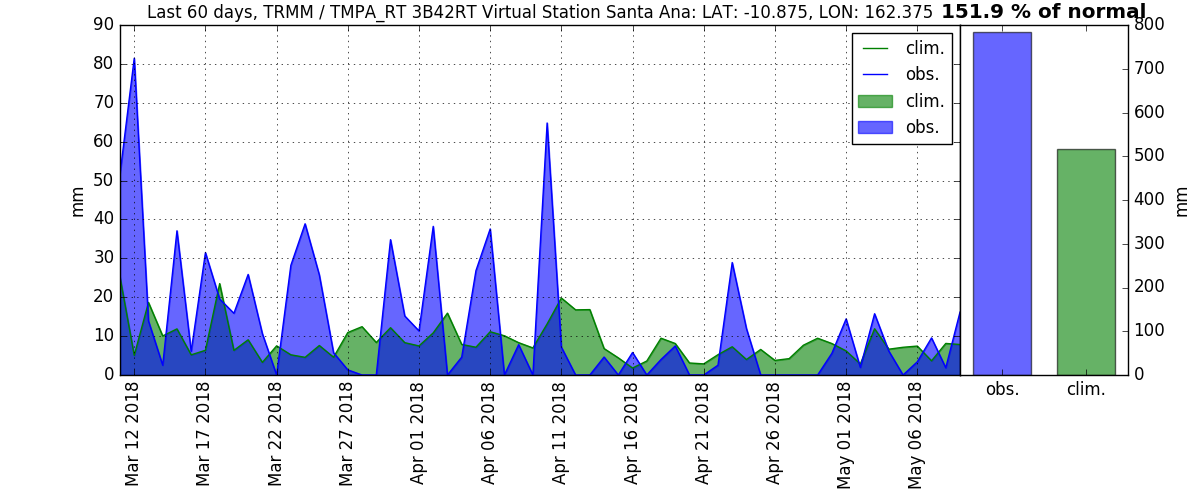 Last 60 days, TRMM / TMPA_RT 3B42RT Virtual Station Santa Ana: LAT: -10.875, LON: 162.375 151.9 % of normal
90
80
70
60
50
40
30
20
10
0
mm
clim.
obs.
clim.
obs.
Mar 12 2018
Mar 17 2018
Mar 22 2018
Mar 27 2018
Apr 01 2018
Apr 06 2018
Apr 11 2018
Apr 16 2018
Apr 21 2018
Apr 26 2018
May 01 2018
May 06 2018
800
700
600
500
400
300
200
100
0
mm
obs. clim.